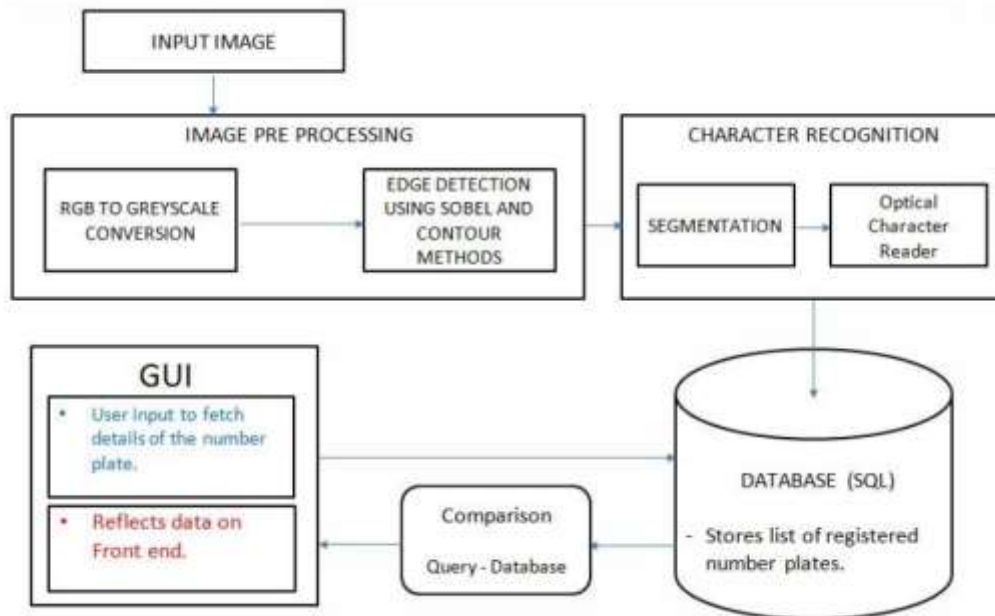 INPUT IMAGE
IMAGE PRE PROCESSING
RGB TO GREYSCALE
CONVERSION
EDGE DETECTION
USING SOBEL AND
CONTOUR
METHODS
CHARACTER RECOGNITION
SEGMENTATION
Optical
Character
Reader
GUI
• User input to fetch
details of the number
plate.
• Reflects data on
Front end.
Comparison
Query - Database
DATABASE (SQL)
- Stores list of registered
number plates.